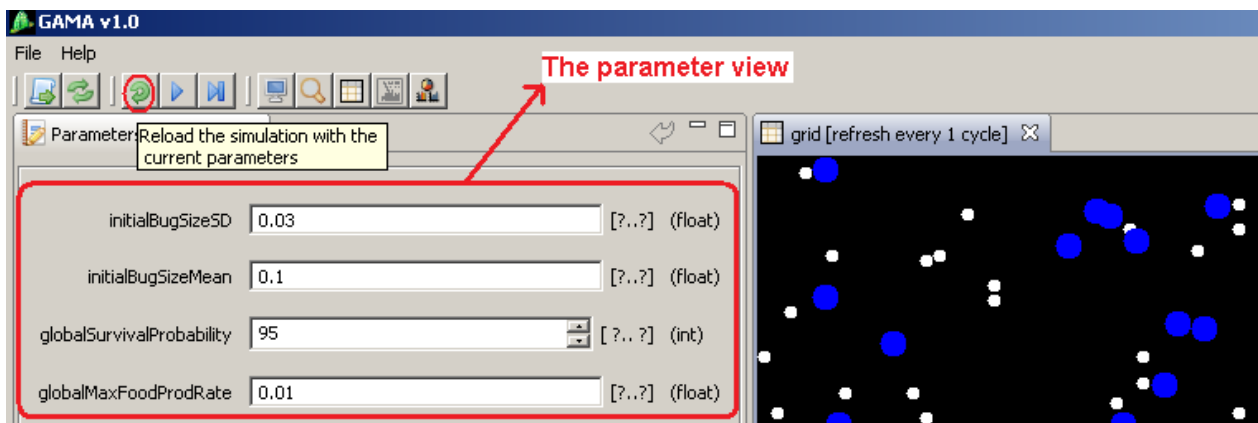 GAMA v1.0
File Help
The parameter view
Parameter
Reload the simulation with the
current parameters
grid [refresh every 1 cycle]
initialBugSizeSD 0.03 [?..?] (float)
initialBugSizeMean 0.1 [?..?] (float)
globalSurvivalProbability 95 [ ?.. ?] (int)
globalMaxFoodProdRate 0.01 [?..?] (float)